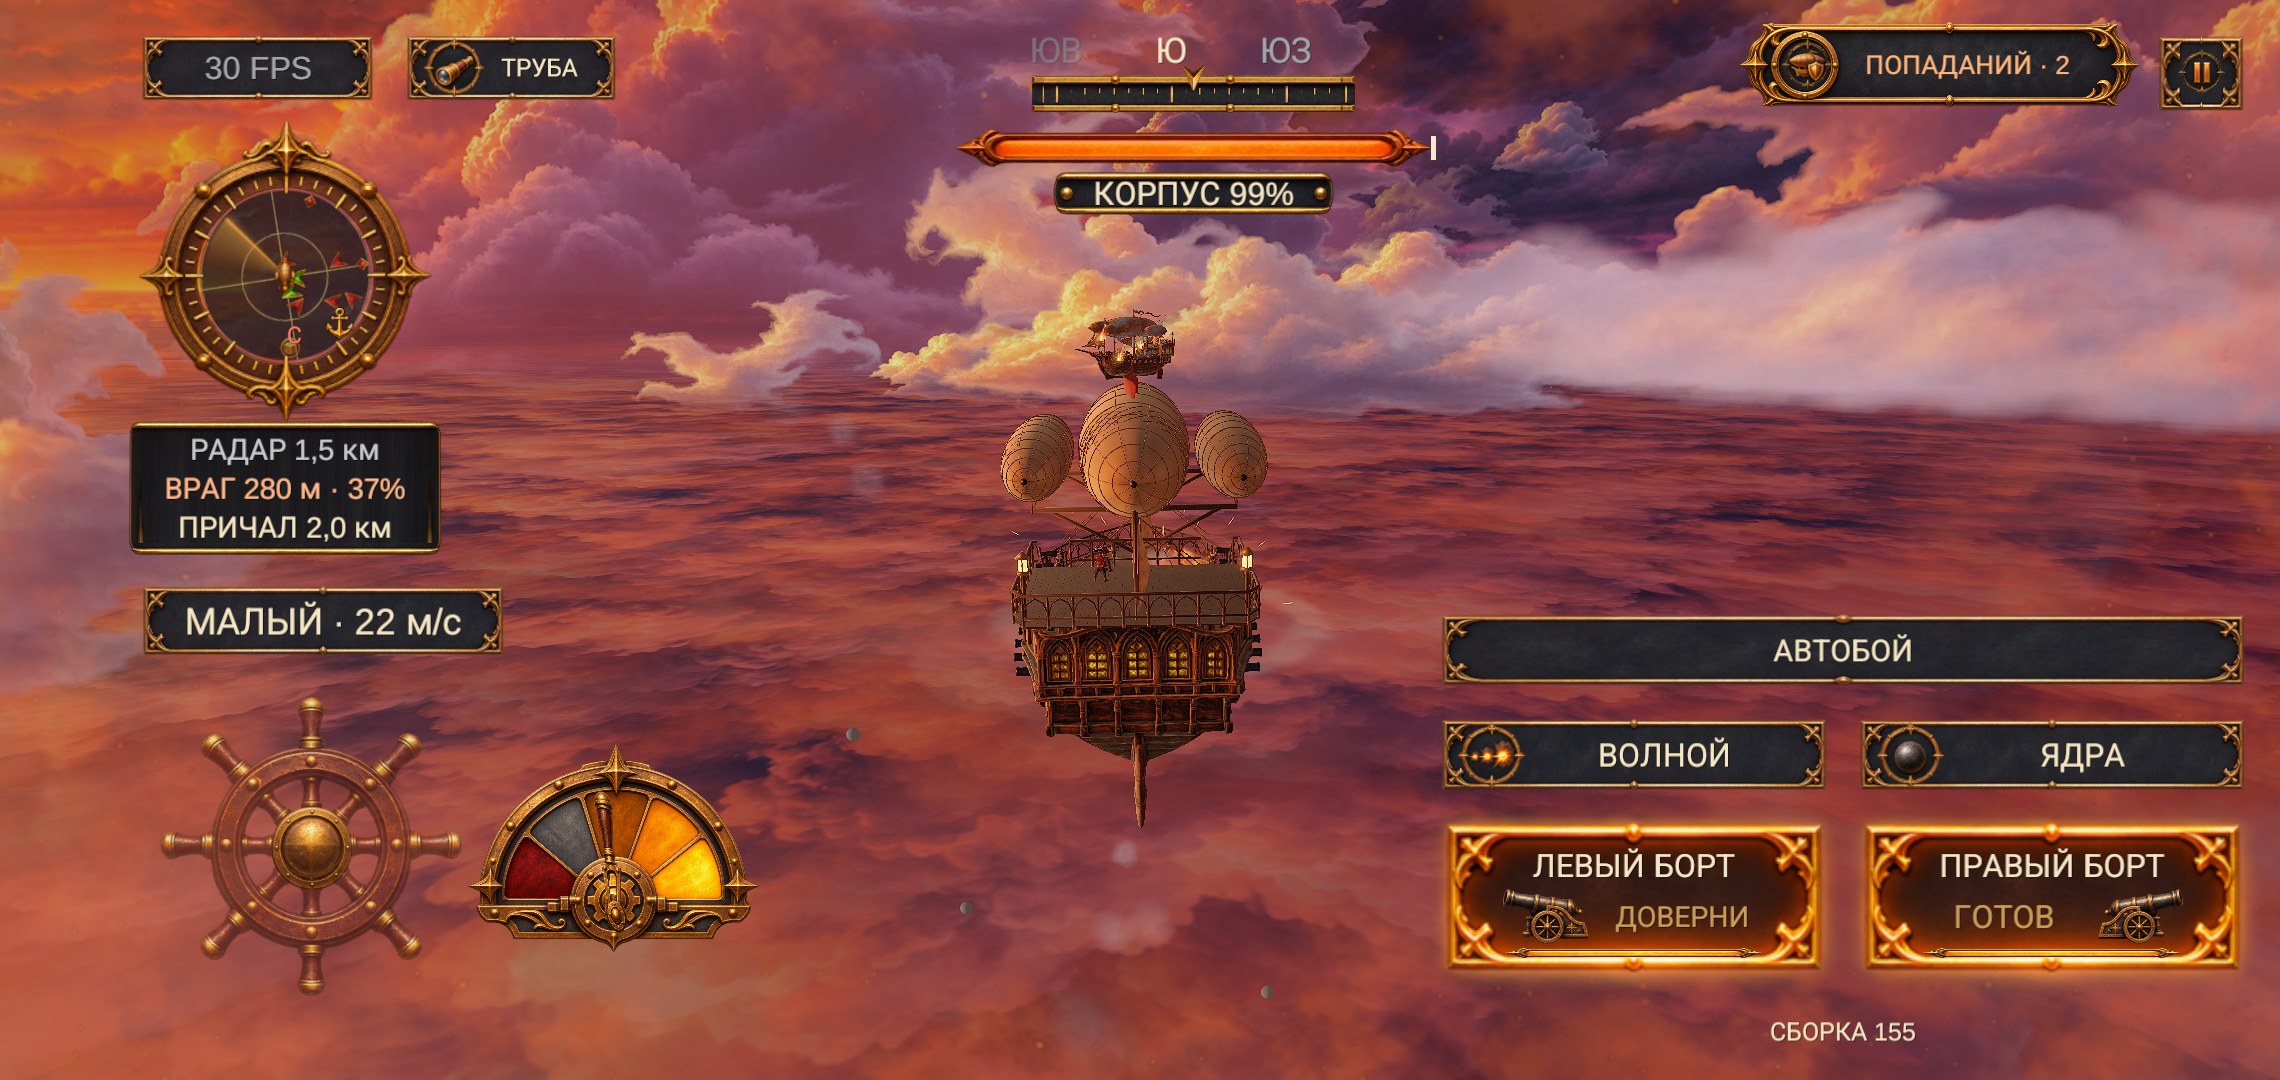 30 FPS
ТРУБА
ЮВ Ю ЮЗ
ПОПАДАНИЙ · 2
КОРПУС 99%
С
РАДАР 1,5 км
ВРАГ 280 м · 37%
ПРИЧАЛ 2,0 км
МАЛЫЙ · 22 м/с
АВТОБОЙ
ВОЛНОЙ
ЯДРА
ЛЕВЫЙ БОРТ
ДОВЕРНИ
ПРАВЫЙ БОРТ
ГОТОВ
СБОРКА 155